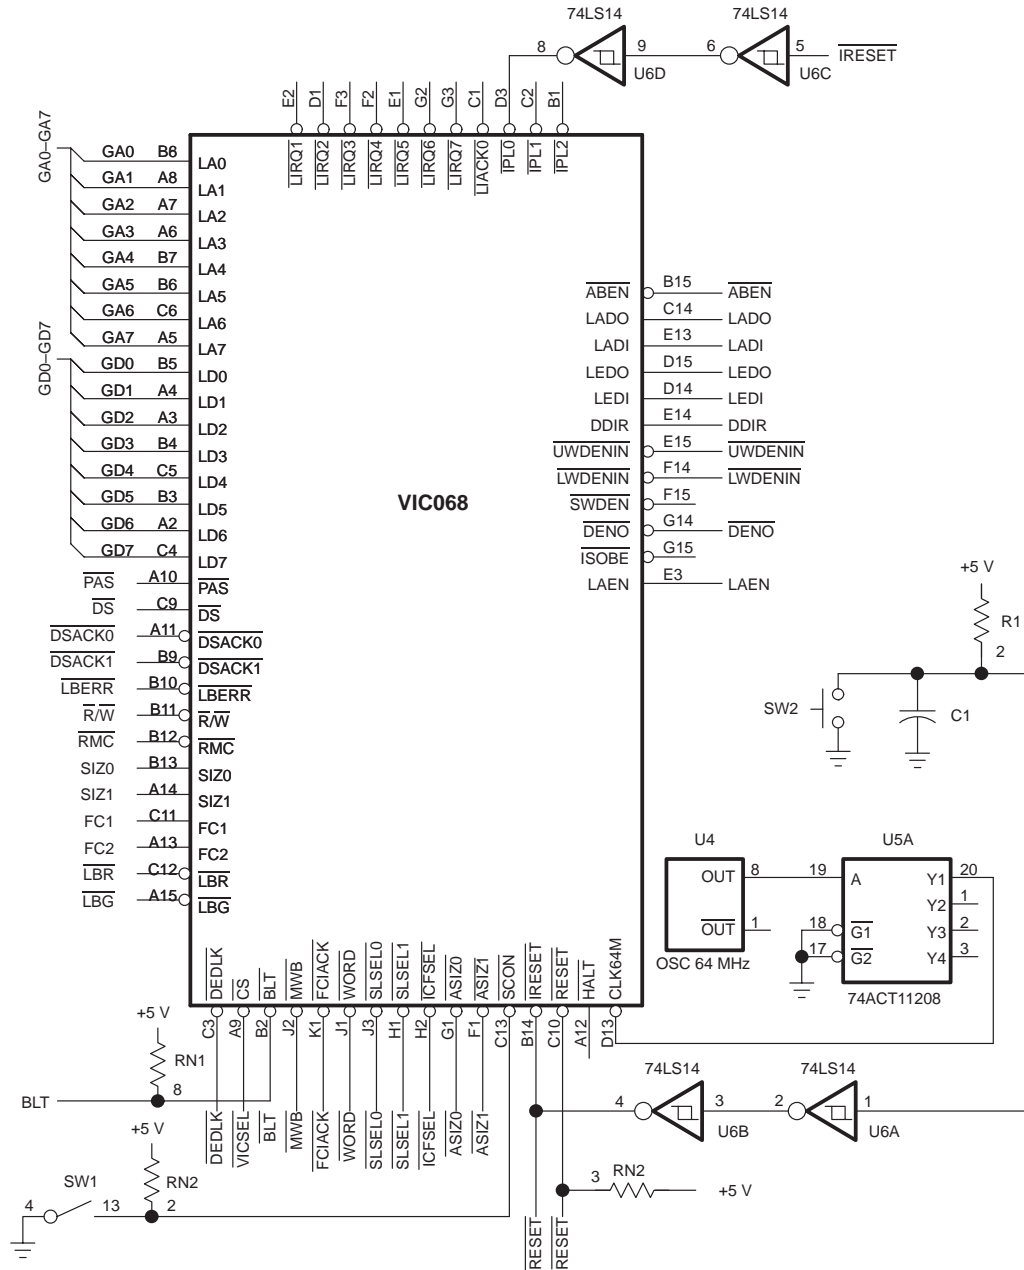 74LS14 74LS14
8 9 6 5 IRESET
U6D U6C
E2 D1 F3 F2 E1 G2 G3 C1 D3 C2 B1
LIRQ1 LIRQ2 LIRQ3 LIRQ4 LIRQ5 LIRQ6 LIRQ7 LIACK0 IPL0 IPL1 IPL2
GA0–GA7
GA0 B8 LA0
GA1 A8 LA1
GA2 A7 LA2
GA3 A6 LA3
GA4 B7 LA4
GA5 B6 LA5
GA6 C6 LA6
GA7 A5 LA7
GD0–GD7
GD0 B5 LD0
GD1 A4 LD1
GD2 A3 LD2
GD3 B4 LD3
GD4 C5 LD4
GD5 B3 LD5
GD6 A2 LD6
GD7 C4 LD7
PAS A10 PAS
DS C9 DS
DSACK0 A11 DSACK0
DSACK1 B9 DSACK1
LBERR B10 LBERR
R/W B11 R/W
RMC B12 RMC
SIZ0 B13 SIZ0
SIZ1 A14 SIZ1
FC1 C11 FC1
FC2 A13 FC2
LBR C12 LBR
LBG A15 LBG
VIC068
ABEN B15 ABEN
LADO C14 LADO
LADI E13 LADI
LEDO D15 LEDO
LEDI D14 LEDI
DDIR E14 DDIR
UWDENIN E15 UWDENIN
LWDENIN F14 LWDENIN
SWDEN F15
DENO G14 DENO
ISOBE G15
LAEN E3 LAEN
+5 V
R1
2
SW2 C1
U4 U5A
OUT 8 19 A Y1 20
Y2 1
OUT 1 18 G1 Y3 2
17 G2 Y4 3
OSC 64 MHz
74ACT11208
DEDLK CS BLT MWB FCIACK WORD SLSEL0 SLSEL1 ICFSEL ASIZ0 ASIZ1 SCON IRESET RESET HALT CLK64M
C3 A9 B2 J2 K1 J1 J3 H1 H2 G1 F1 C13 B14 C10 A12 D13
+5 V
RN1
BLT 8
DEDLK VICSEL BLT MWB FCIACK WORD SLSEL0 SLSEL1 ICFSEL ASIZ0 ASIZ1
74LS14 74LS14
4 3 2 1
U6B U6A
+5 V
RN2
SW1
4 13 2
3 RN2 +5 V
RESET RESET